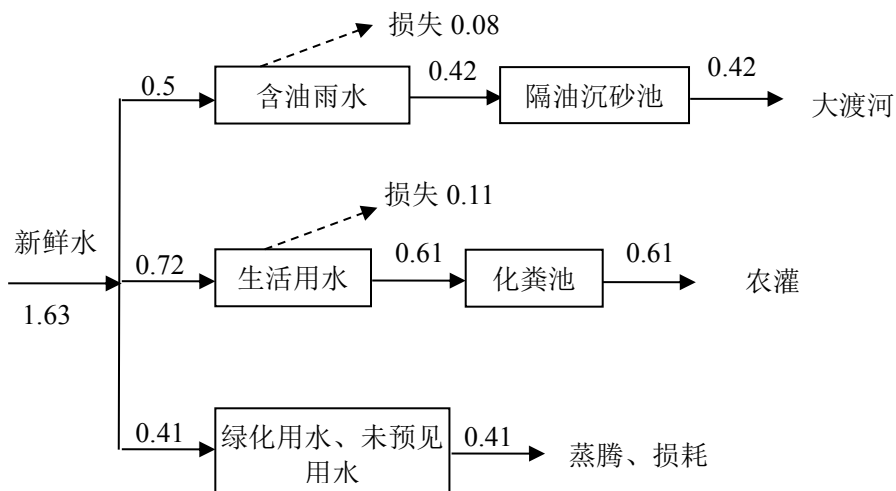 损失 0.08
0.5
含油雨水
0.42
隔油沉砂池
0.42
大渡河
损失 0.11
新鲜水
1.63
0.72
生活用水
0.61
化粪池
0.61
农灌
0.41
绿化用水、未预见
用水
0.41
蒸腾、损耗